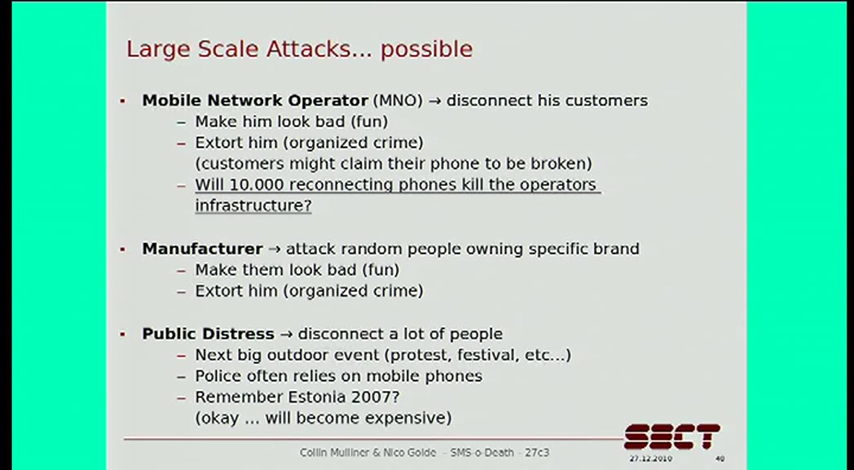 Large Scale Attacks... possible
Mobile Network Operator (MNO) → disconnect his customers
– Make him look bad (fun)
– Extort him (organized crime)
(customers might claim their phone to be broken)
– Will 10.000 reconnecting phones kill the operators
infrastructure?
Manufacturer → attack random people owning specific brand
– Make them look bad (fun)
– Extort him (organized crime)
Public Distress → disconnect a lot of people
– Next big outdoor event (protest, festival, etc...)
– Police often relies on mobile phones
– Remember Estonia 2007?
(okay ... will become expensive)
SECT
Collin Mulliner & Nico Golde - SMS-o-Death - 27c3
27.12.2010 40